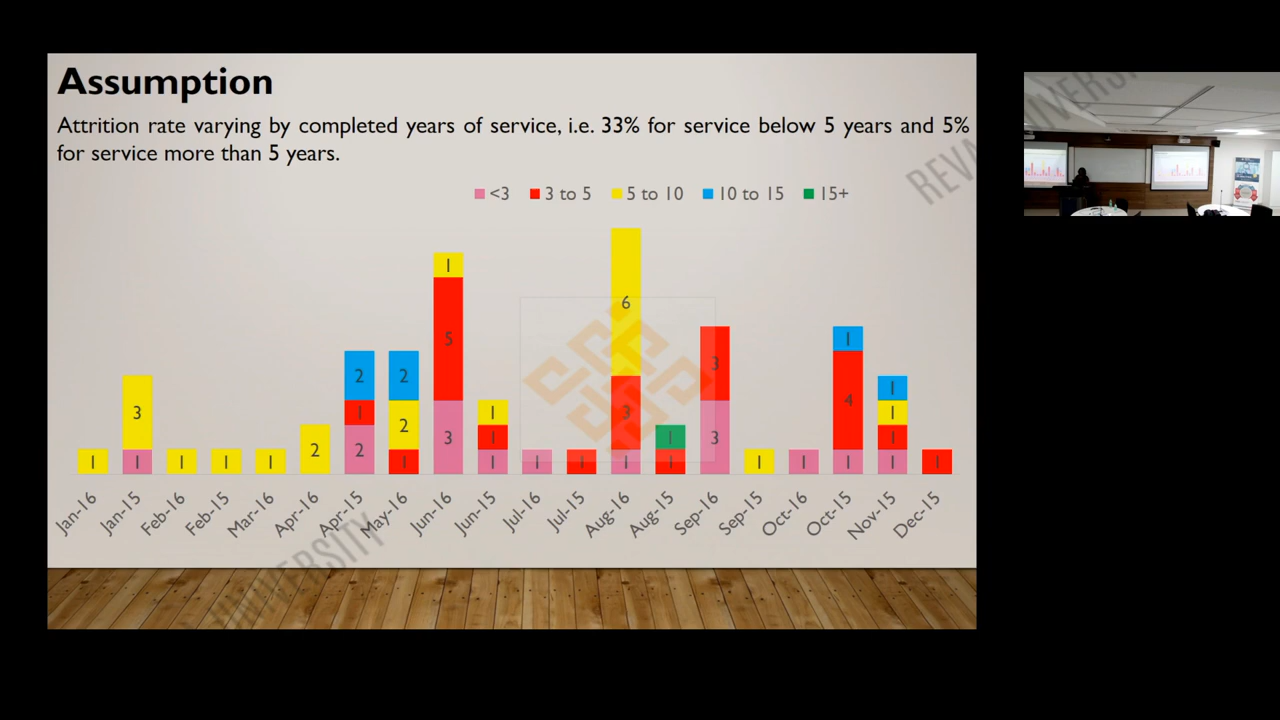 Assumption
Attrition rate varying by completed years of service, i.e. 33% for service below 5 years and 5%
for service more than 5 years.
<3 3 to 5 5 to 10 10 to 15 15+
1
6
1
5 3
3 2 2 1 4 1
1 2 1 3 1 1
2 2 2 3 1 1 3 1
1 1 1 1 1 1 1 1 1 1 1 1 1 1 1 1
Jan-16 Jan-15 Feb-16 Feb-15 Mar-16 Apr-16 Apr-15 May-16 Jun-16 Jun-15 Jul-16 Jul-15 Aug-16 Aug-15 Sep-16 Sep-15 Oct-16 Oct-15 Nov-15 Dec-15